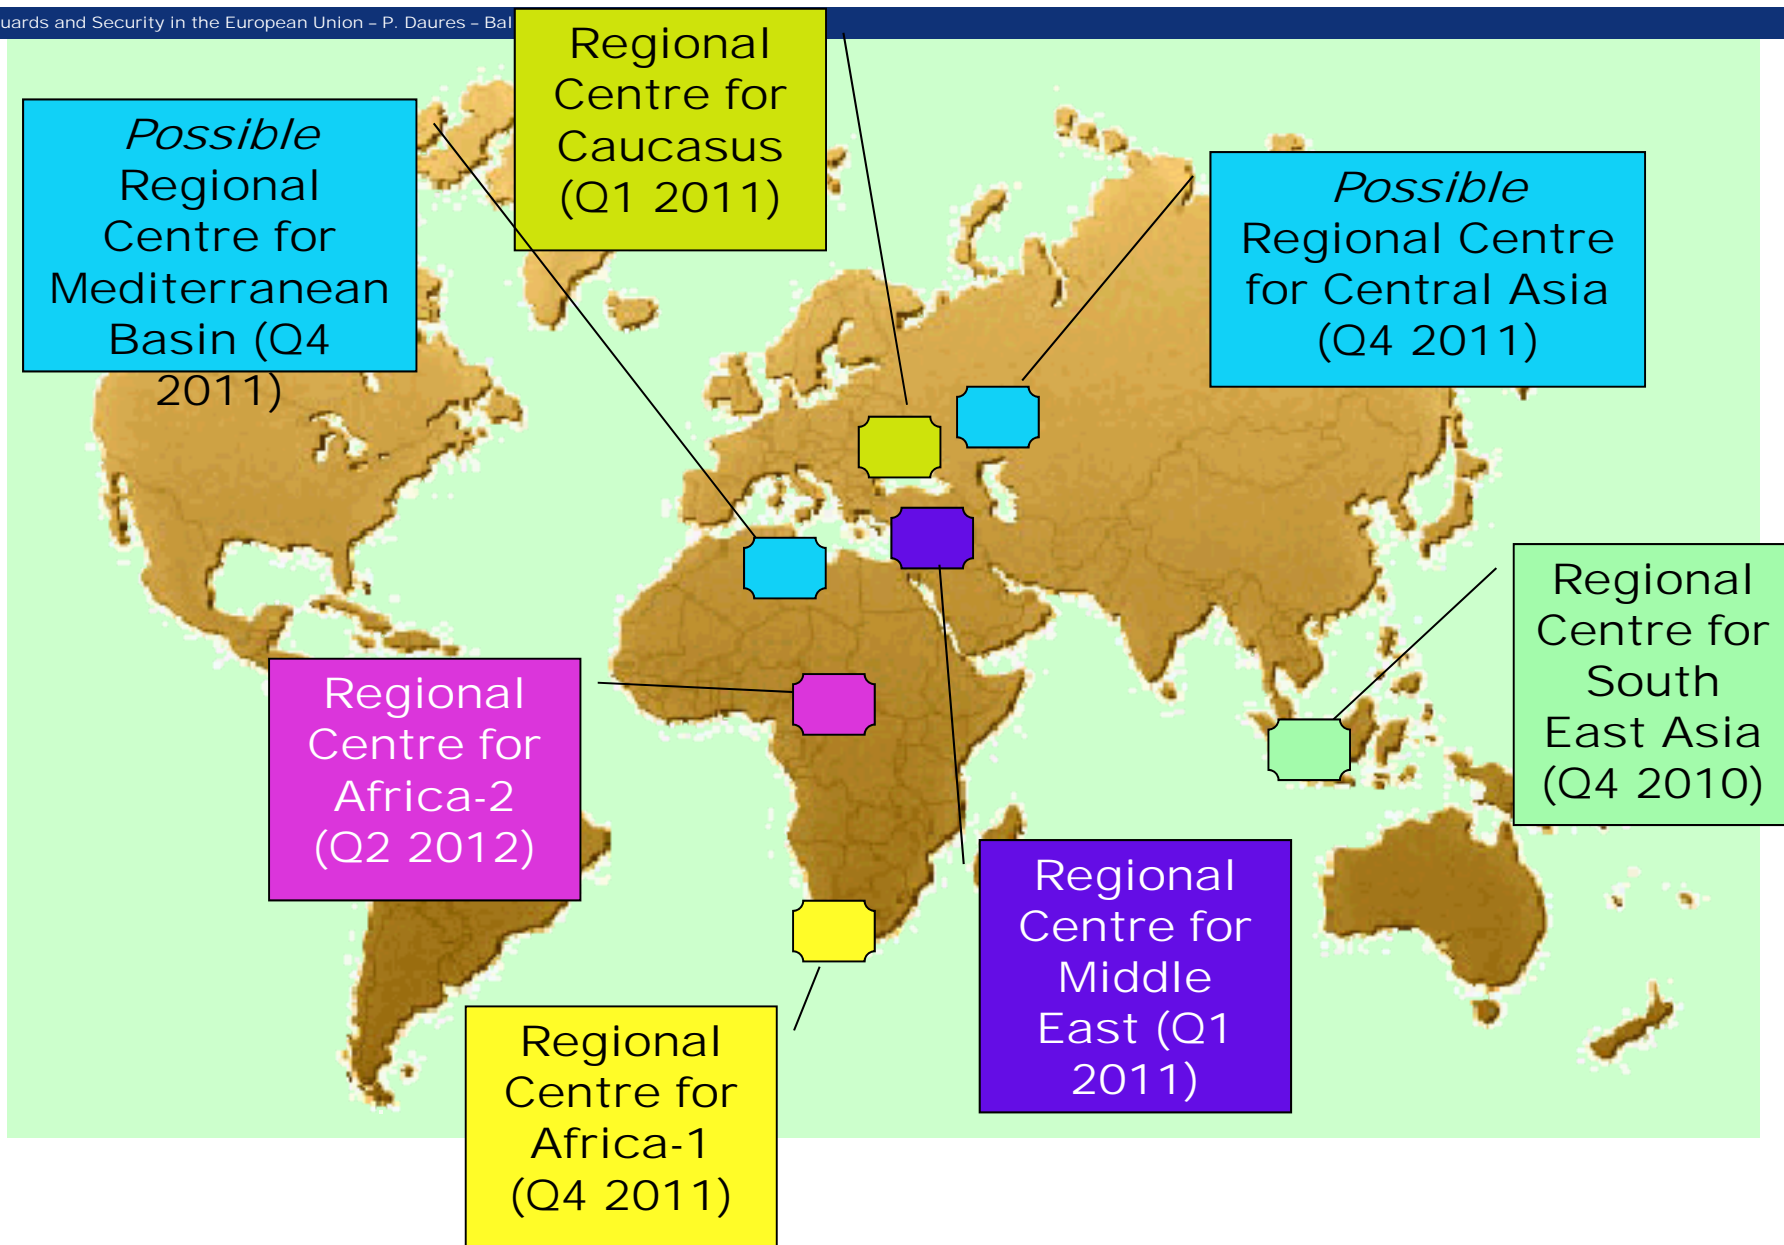 uards and Security in the European Union – P. Daures – Bal
Regional
Centre for
Caucasus
(Q1 2011)
Possible
Regional
Centre for
Mediterranean
Basin (Q4
2011)
Possible
Regional Centre
for Central Asia
(Q4 2011)
Regional
Centre for
South
East Asia
(Q4 2010)
Regional
Centre for
Africa-2
(Q2 2012)
Regional
Centre for
Middle
East (Q1
2011)
Regional
Centre for
Africa-1
(Q4 2011)